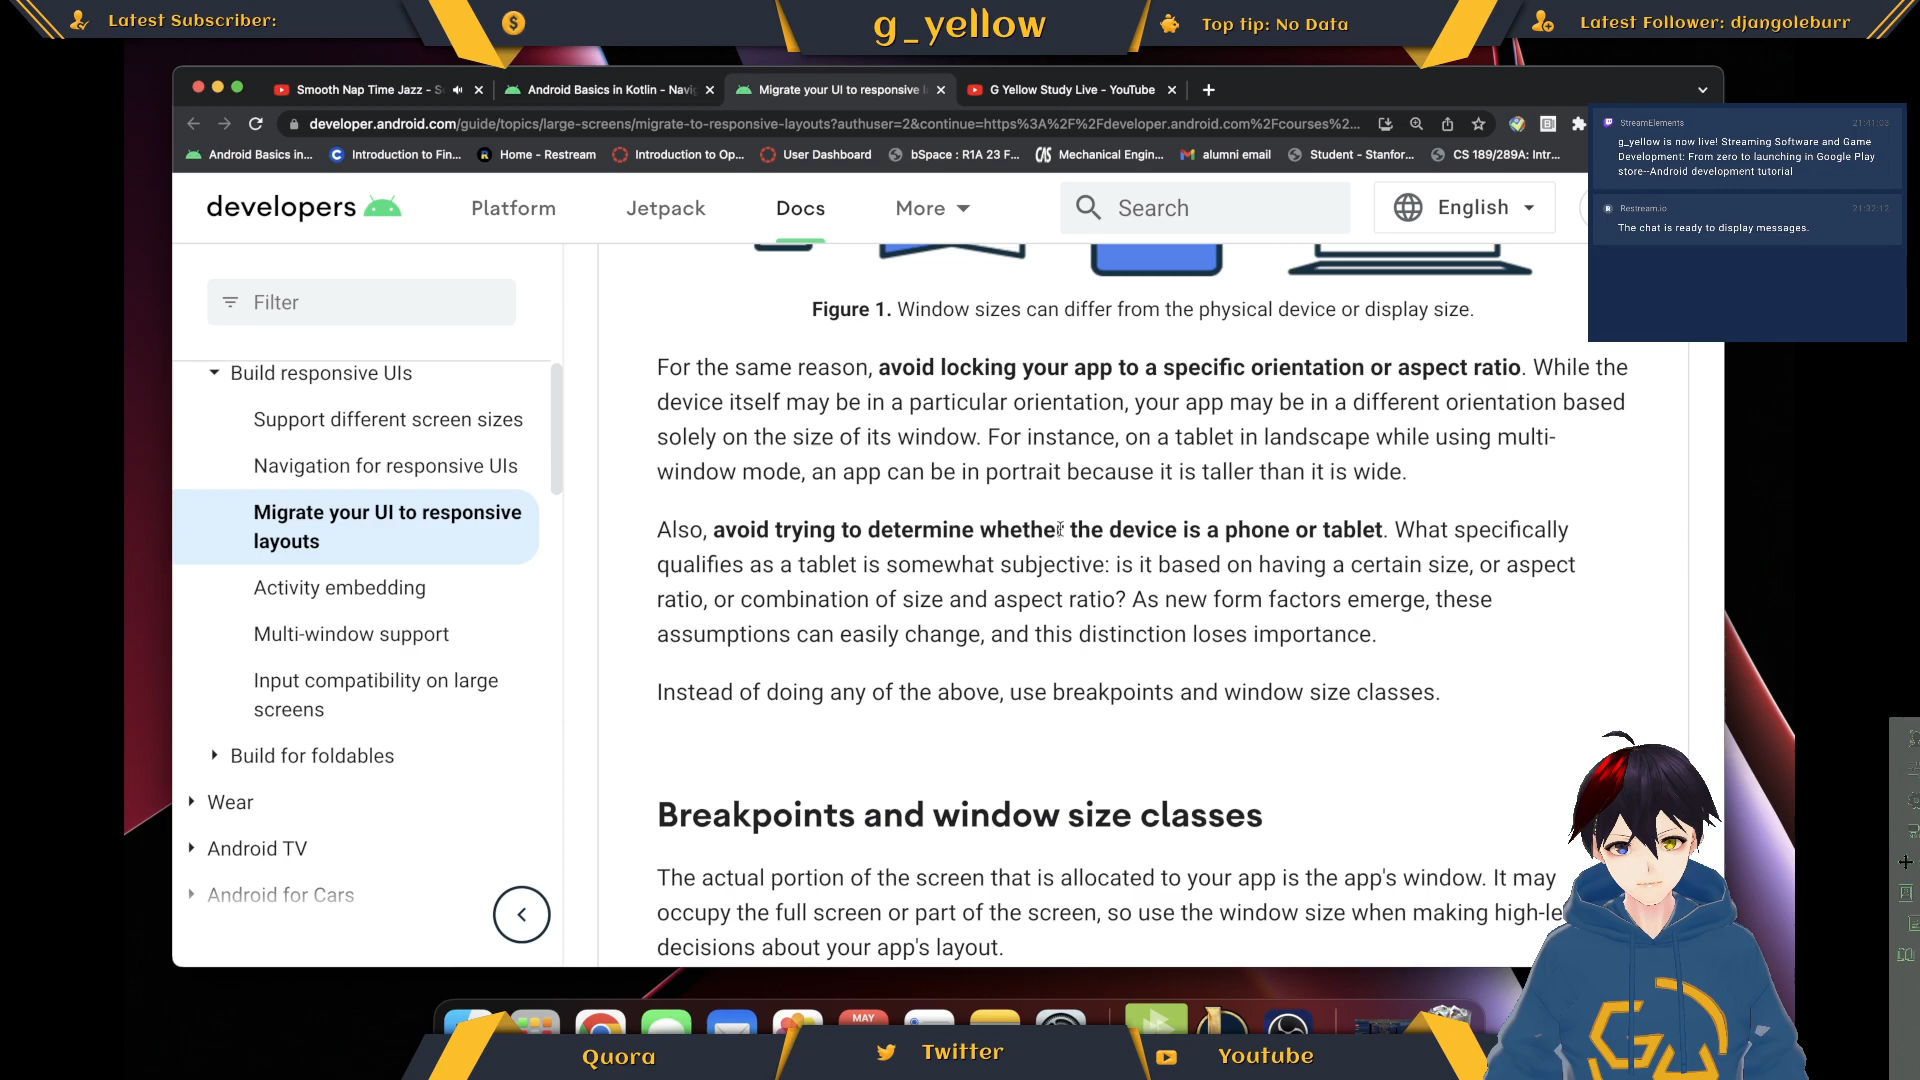 Latest Subscriber:
g_yellow
Top tip: No Data
Latest Follower: djangoleburr
Smooth Nap Time Jazz - S
Android Basics in Kotlin - Navi
Migrate your UI to responsive l
G Yellow Study Live - YouTube
developer.android.com/guide/topics/large-screens/migrate-to-responsive-layouts?authuser=2&continue=https%3A%2F%2Fdeveloper.android.com%2Fcourses%2...
Android Basics in...
Introduction to Fin...
Home - Restream
Introduction to Op...
User Dashboard
bSpace : R1A 23 F...
Mechanical Engin...
alumni email
Student - Stanfor...
CS 189/289A: Intr...
StreamElements
21:41:03
g_yellow is now live! Streaming Software and Game
Development: From zero to launching in Google Play
store--Android development tutorial
Restream.io
21:32:12
The chat is ready to display messages.
developers
Platform
Jetpack
Docs
More
Search
English
Filter
Build responsive UIs
Support different screen sizes
Navigation for responsive UIs
Migrate your UI to responsive
layouts
Activity embedding
Multi-window support
Input compatibility on large
screens
Build for foldables
Wear
Android TV
Android for Cars
Figure 1. Window sizes can differ from the physical device or display size.
For the same reason, avoid locking your app to a specific orientation or aspect ratio. While the
device itself may be in a particular orientation, your app may be in a different orientation based
solely on the size of its window. For instance, on a tablet in landscape while using multi-
window mode, an app can be in portrait because it is taller than it is wide.
Also, avoid trying to determine whether the device is a phone or tablet. What specifically
qualifies as a tablet is somewhat subjective: is it based on having a certain size, or aspect
ratio, or combination of size and aspect ratio? As new form factors emerge, these
assumptions can easily change, and this distinction loses importance.
Instead of doing any of the above, use breakpoints and window size classes.
Breakpoints and window size classes
The actual portion of the screen that is allocated to your app is the app's window. It may
occupy the full screen or part of the screen, so use the window size when making high-le
decisions about your app's layout.
MAY
Quora
Twitter
Youtube